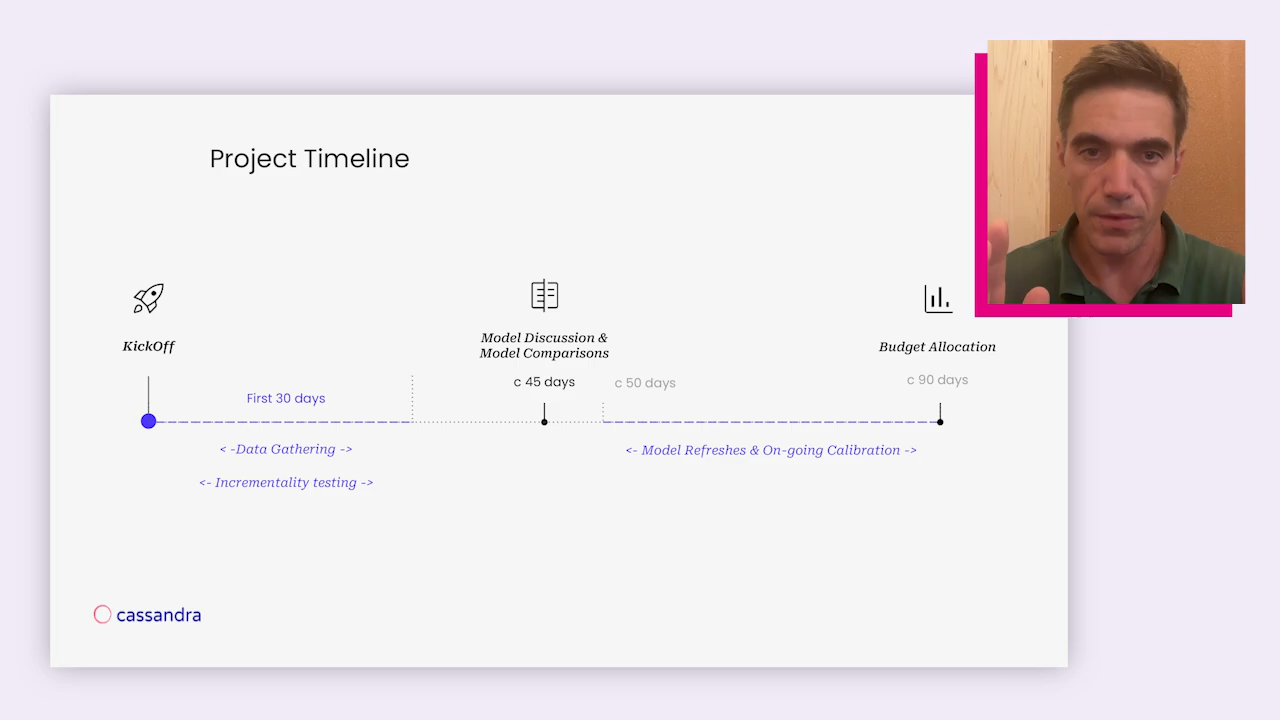 Project Timeline
KickOff
Model Discussion &
Model Comparisons
Budget Allocation
First 30 days
c 45 days
c 50 days
c 90 days
< -Data Gathering ->
<- Incrementality testing ->
<- Model Refreshes & On-going Calibration ->
cassandra